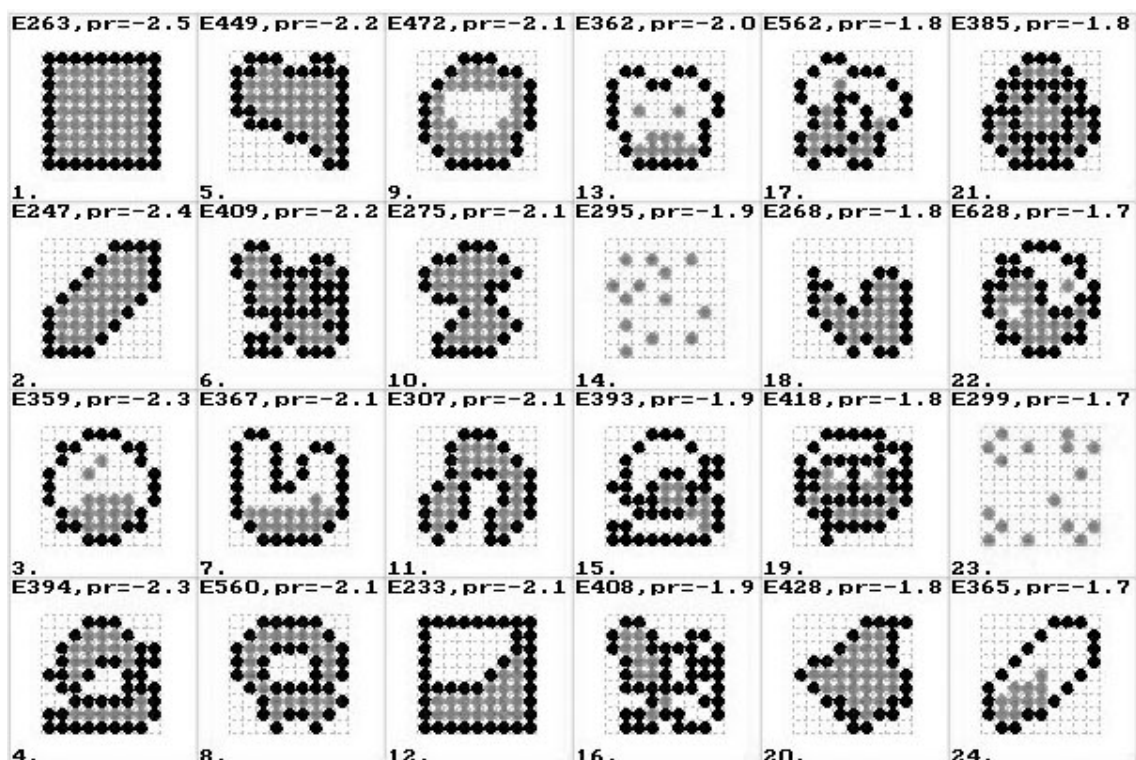 E263,pr=-2.5 E449,pr=-2.2 E472,pr=-2.1 E362,pr=-2.0 E562,pr=-1.8 E385,pr=-1.8
1. 5. 9. 13. 17. 21.
E247,pr=-2.4 E409,pr=-2.2 E275,pr=-2.1 E295,pr=-1.9 E268,pr=-1.8 E628,pr=-1.7
2. 6. 10. 14. 18. 22.
E359,pr=-2.3 E367,pr=-2.1 E307,pr=-2.1 E393,pr=-1.9 E418,pr=-1.8 E299,pr=-1.7
3. 7. 11. 15. 19. 23.
E394,pr=-2.3 E560,pr=-2.1 E233,pr=-2.1 E408,pr=-1.9 E428,pr=-1.8 E365,pr=-1.7
4. 8. 12. 16. 20. 24.